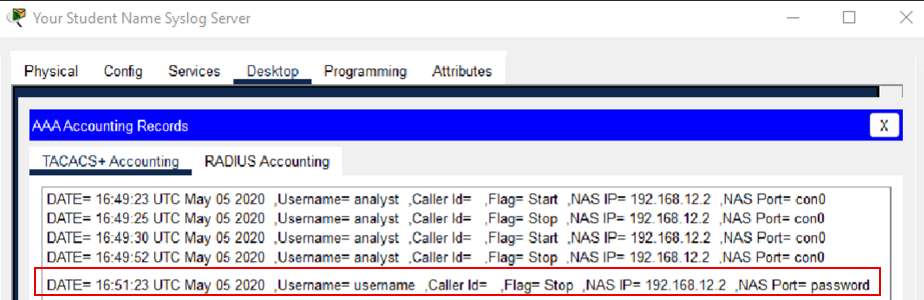 Your Student Name Syslog Server
Physical Config Services Desktop Programming Attributes
AAA Accounting Records X
TACACS+ Accounting RADIUS Accounting
DATE= 16:49:23 UTC May 05 2020 ,Username= analyst ,Caller Id= ,Flag= Start ,NAS IP= 192.168.12.2 ,NAS Port= con0
DATE= 16:49:25 UTC May 05 2020 ,Username= analyst ,Caller Id= ,Flag= Stop ,NAS IP= 192.168.12.2 ,NAS Port= con0
DATE= 16:49:30 UTC May 05 2020 ,Username= analyst ,Caller Id= ,Flag= Start ,NAS IP= 192.168.12.2 ,NAS Port= con0
DATE= 16:49:52 UTC May 05 2020 ,Username= analyst ,Caller Id= ,Flag= Stop ,NAS IP= 192.168.12.2 ,NAS Port= con0
DATE= 16:51:23 UTC May 05 2020 ,Username= username ,Caller Id= ,Flag= Stop ,NAS IP= 192.168.12.2 ,NAS Port= password